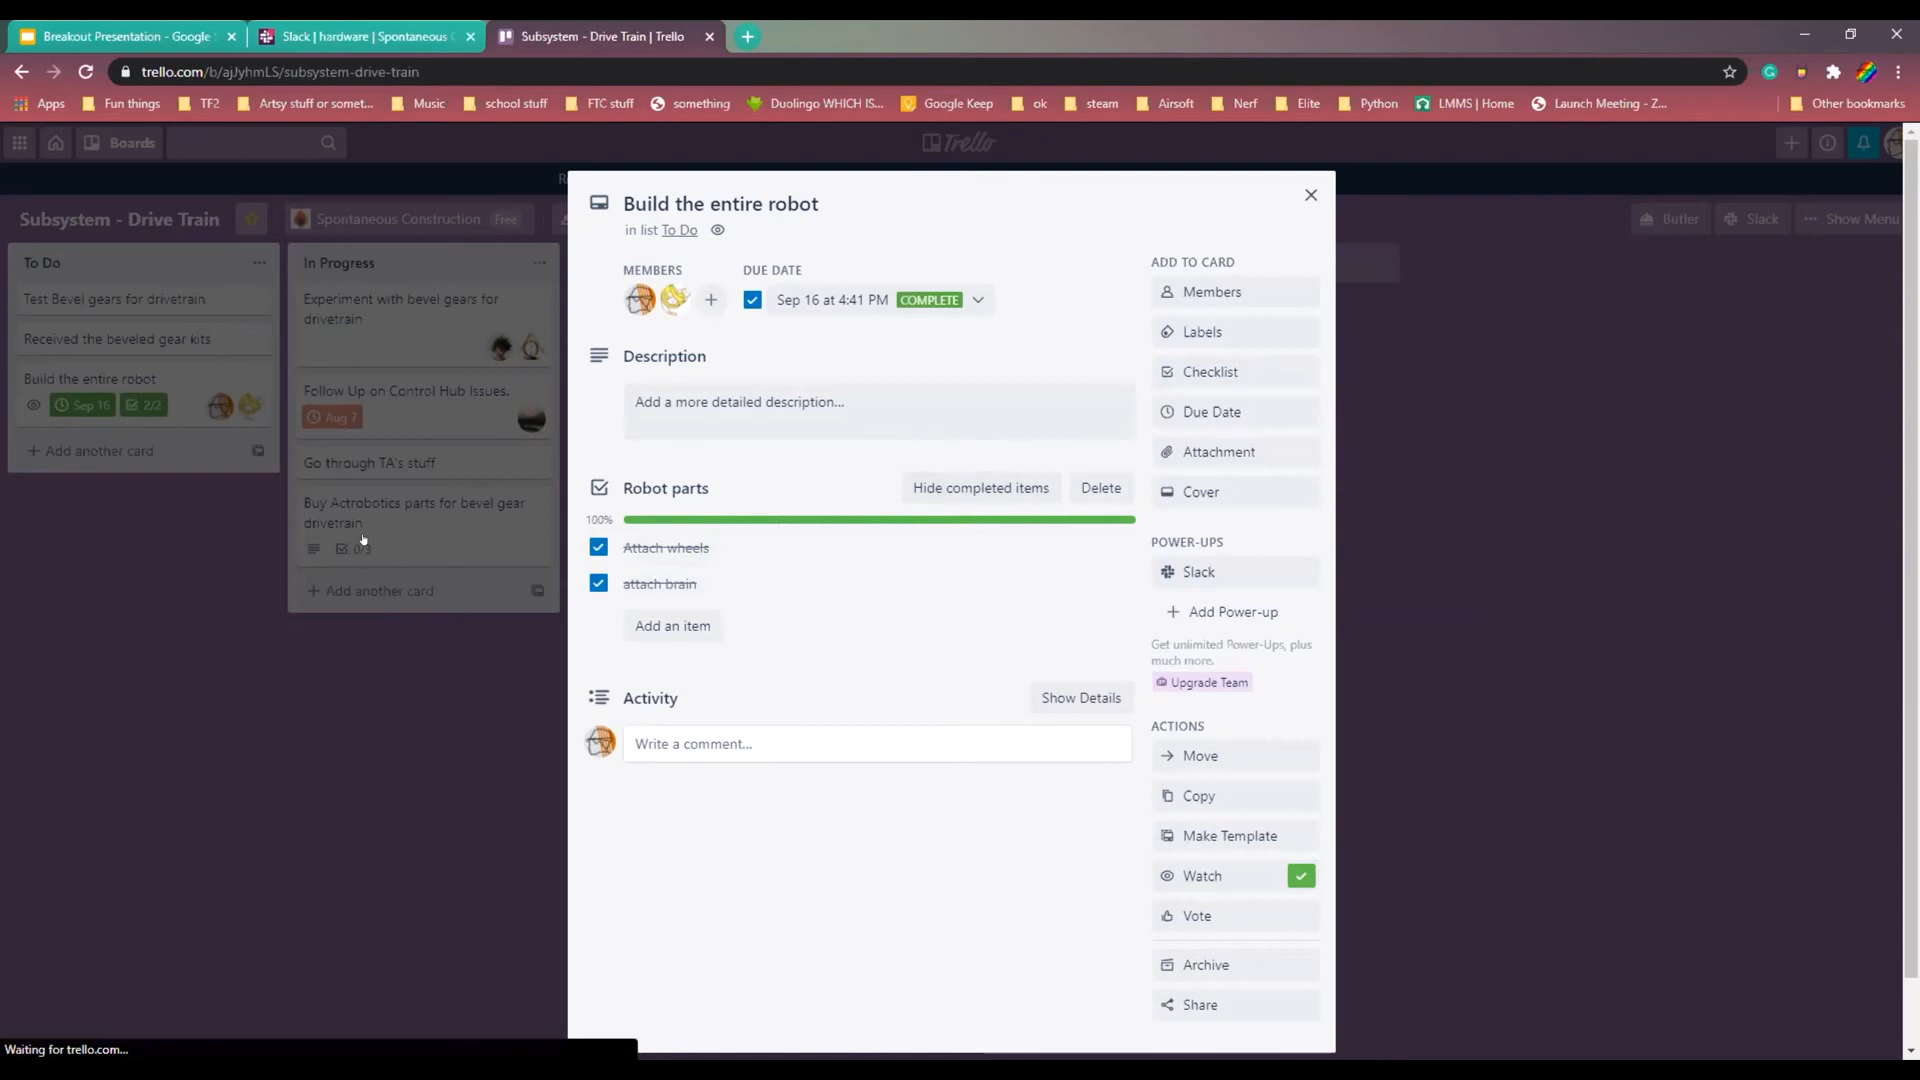 Breakout Presentation - Google S
Slack | hardware | Spontaneous C
Subsystem - Drive Train | Trello
trello.com/b/ajJyhmLS/subsystem-drive-train
Apps
Fun things
TF2
Artsy stuff or somet...
Music
school stuff
FTC stuff
something
Duolingo WHICH IS...
Google Keep
ok
steam
Airsoft
Nerf
Elite
Python
LMMS | Home
Launch Meeting - Z...
Other bookmarks
Boards
Trello
Subsystem - Drive Train
Spontaneous Construction Free
Butler
Slack
Show Menu
To Do
Test Bevel gears for drivetrain
Received the beveled gear kits
Build the entire robot
Sep 16
2/2
Add another card
In Progress
Experiment with bevel gears for
drivetrain
Follow Up on Control Hub Issues.
Aug 7
Go through TA's stuff
Buy Actrobotics parts for bevel gear
drivetrain
0/3
Add another card
Build the entire robot
in list To Do
MEMBERS
DUE DATE
Sep 16 at 4:41 PM COMPLETE
Description
Add a more detailed description...
Robot parts
Hide completed items
Delete
100%
Attach wheels
attach brain
Add an item
Activity
Show Details
Write a comment...
ADD TO CARD
Members
Labels
Checklist
Due Date
Attachment
Cover
POWER-UPS
Slack
Add Power-up
Get unlimited Power-Ups, plus
much more.
Upgrade Team
ACTIONS
Move
Copy
Make Template
Watch
Vote
Archive
Share
Waiting for trello.com...